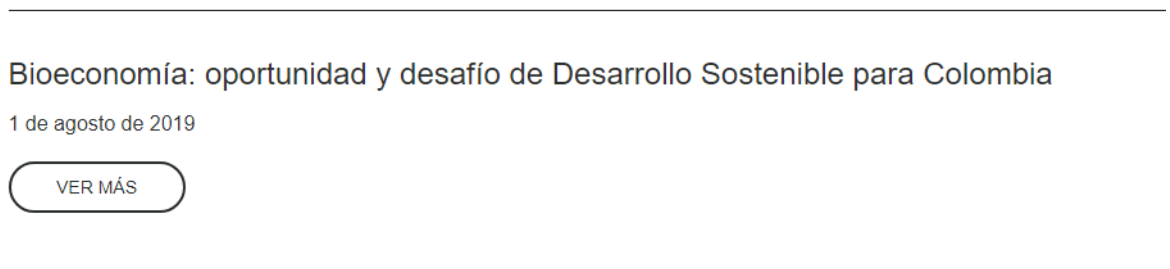 Bioeconomía: oportunidad y desafío de Desarrollo Sostenible para Colombia
1 de agosto de 2019
VER MÁS